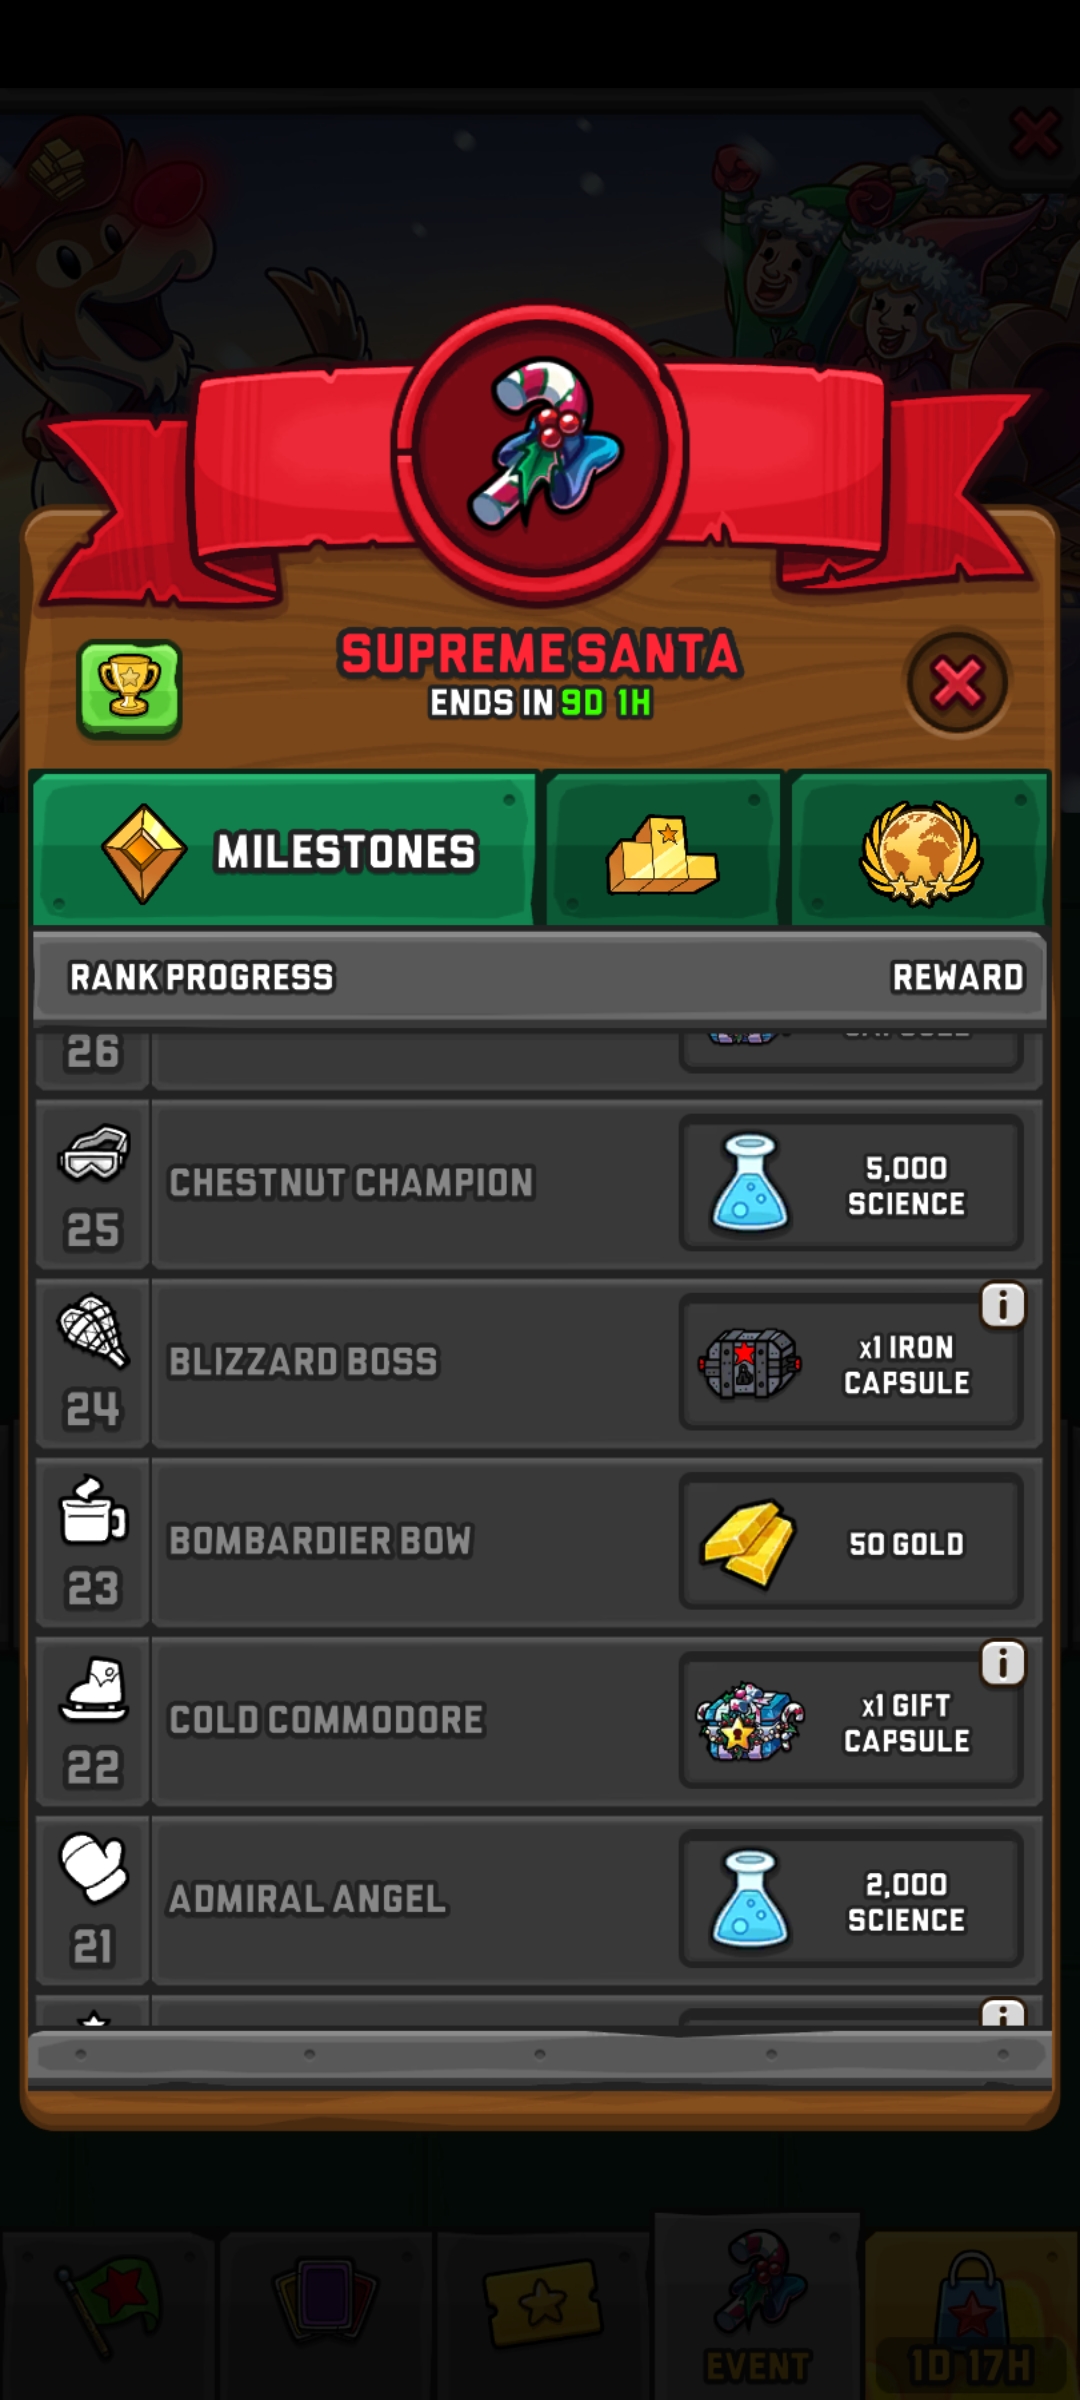 SUPREME SANTA
ENDS IN 9D 1H
MILESTONES
RANK PROGRESS
REWARD
26
CAPSULE
25
CHESTNUT CHAMPION
5,000
SCIENCE
24
BLIZZARD BOSS
i
x1 IRON
CAPSULE
23
BOMBARDIER BOW
50 GOLD
22
COLD COMMODORE
i
x1 GIFT
CAPSULE
21
ADMIRAL ANGEL
2,000
SCIENCE
i
EVENT
1D 17H